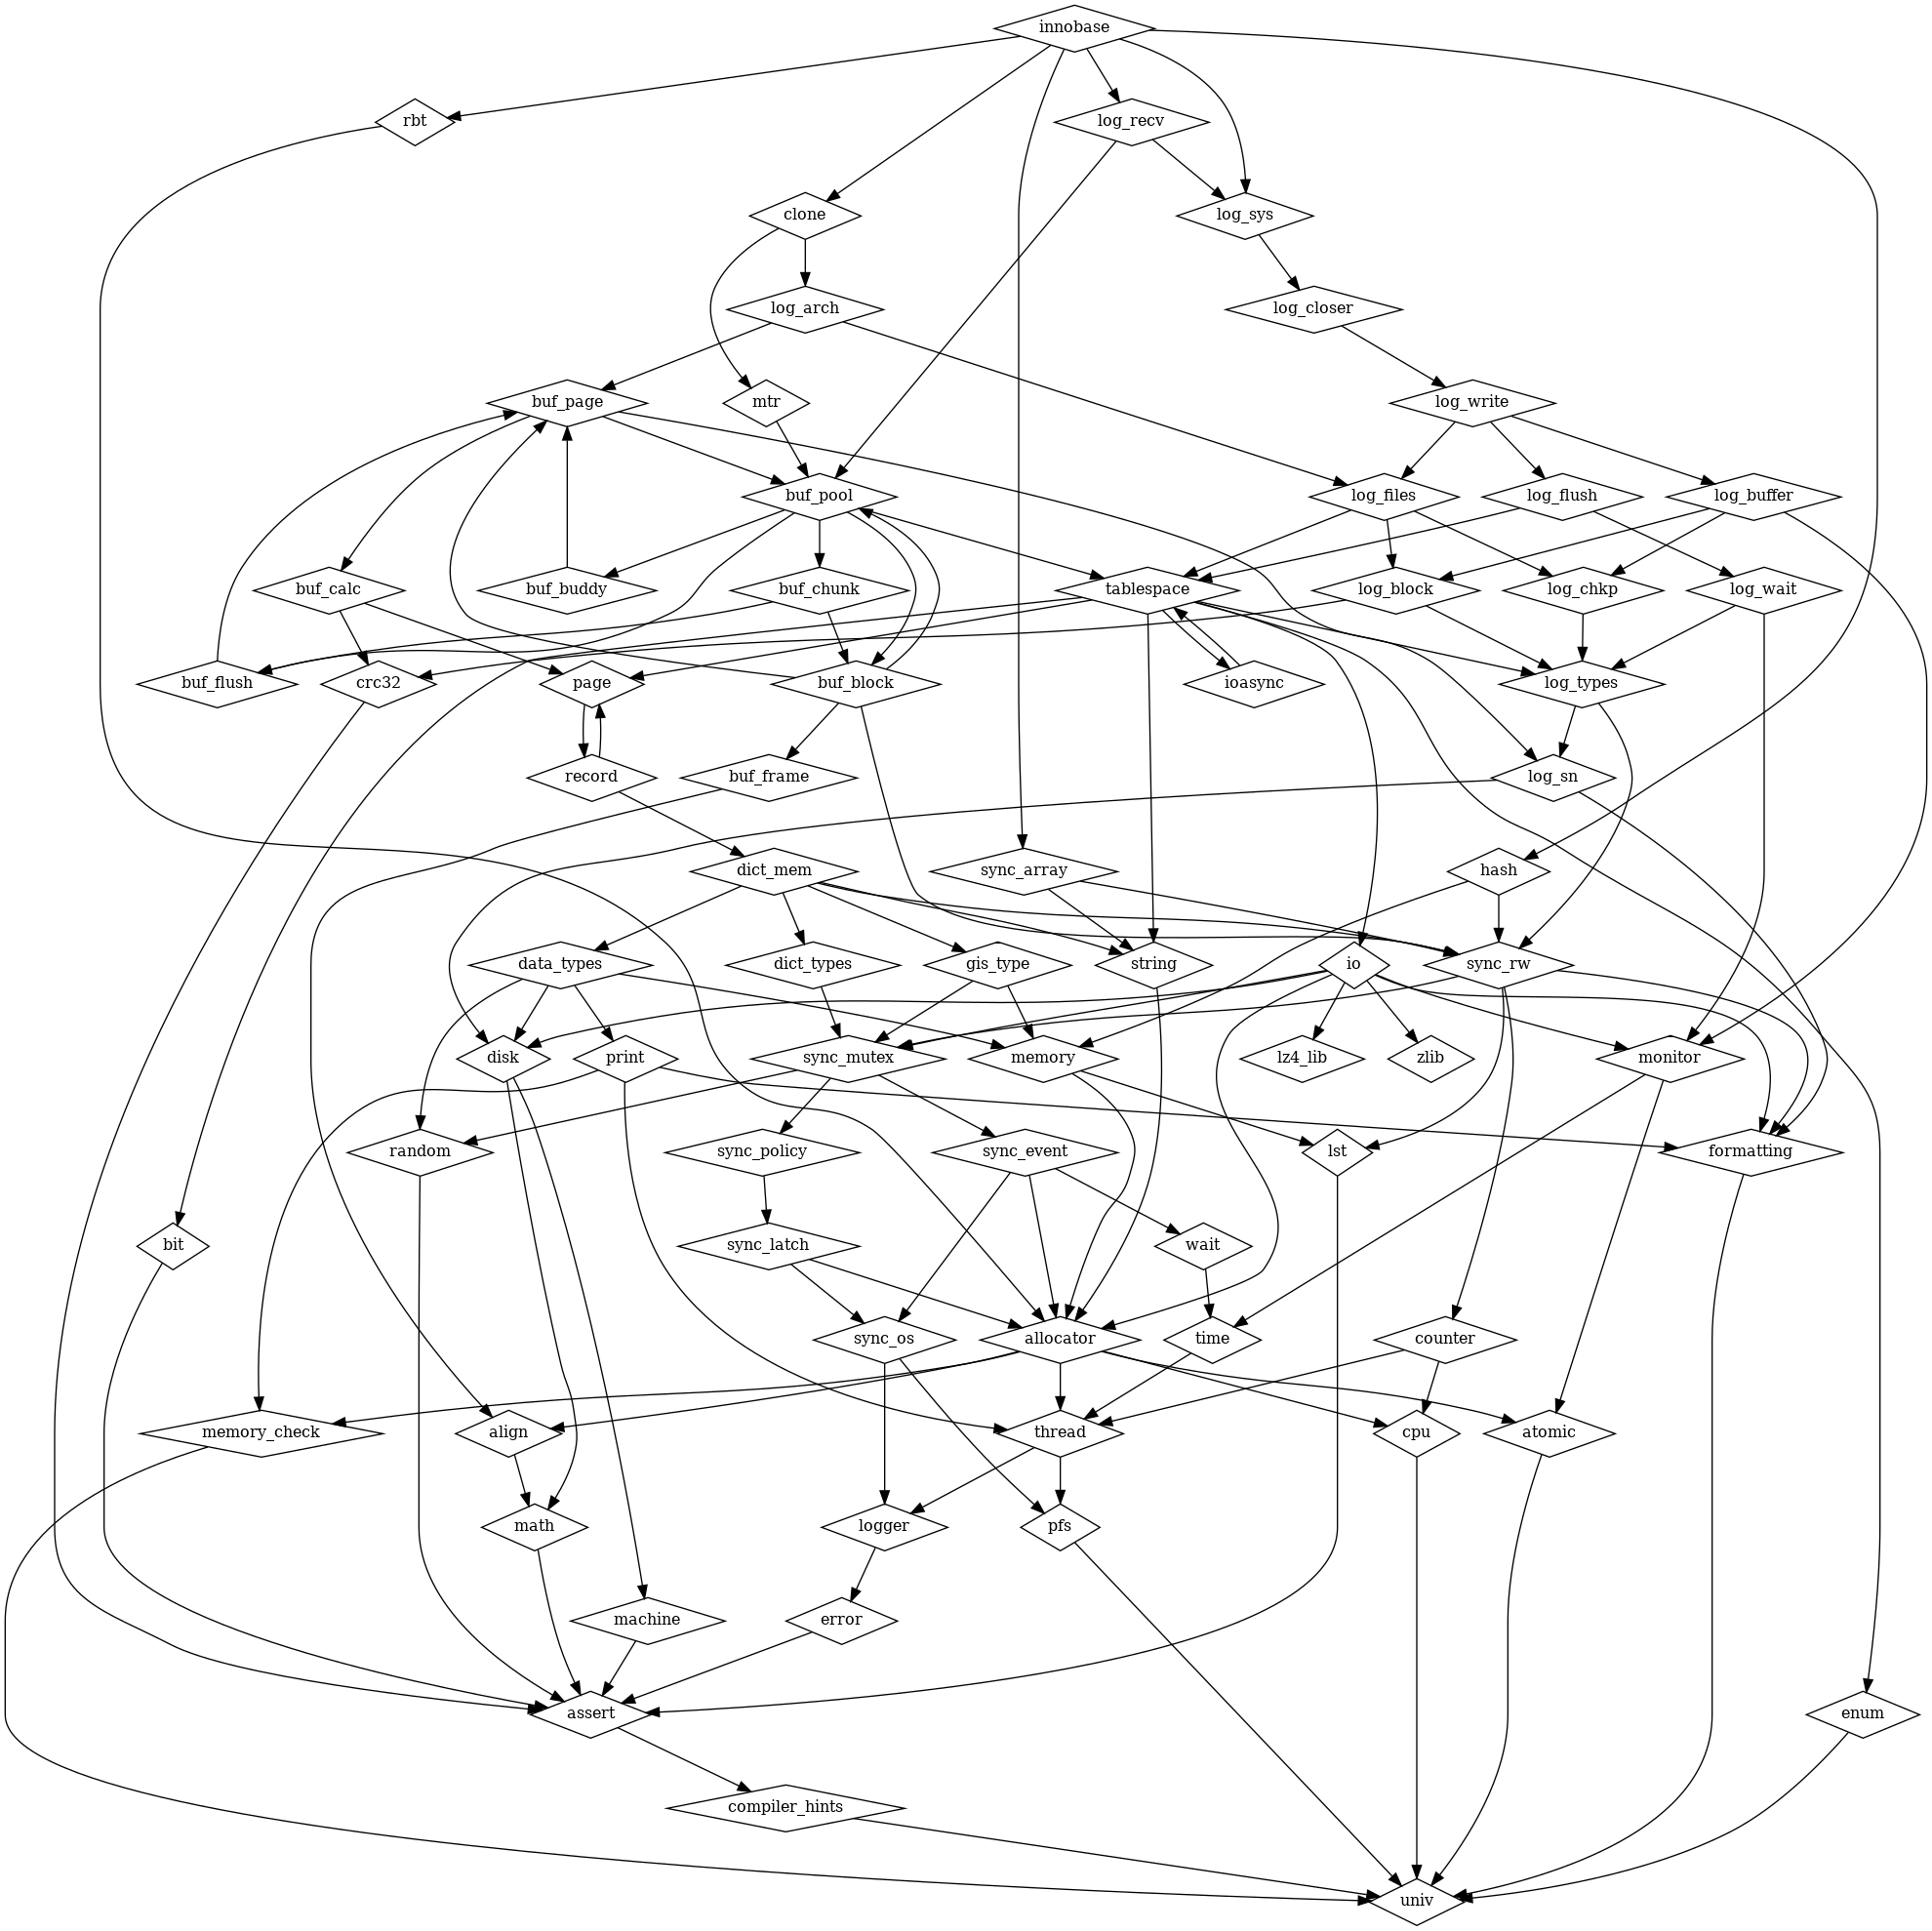 innobase
rbt
log_recv
clone
log_sys
log_arch
log_closer
buf_page
mtr
log_write
buf_pool
log_files
log_flush
log_buffer
buf_calc
buf_buddy
buf_chunk
tablespace
log_block
log_chkp
log_wait
buf_flush
crc32
page
buf_block
ioasync
log_types
record
buf_frame
log_sn
dict_mem
sync_array
hash
data_types
dict_types
gis_type
string
io
sync_rw
disk
print
sync_mutex
memory
lz4_lib
zlib
monitor
random
sync_policy
sync_event
lst
formatting
bit
sync_latch
wait
sync_os
allocator
time
counter
memory_check
align
thread
cpu
atomic
math
logger
pfs
machine
error
assert
enum
compiler_hints
univ